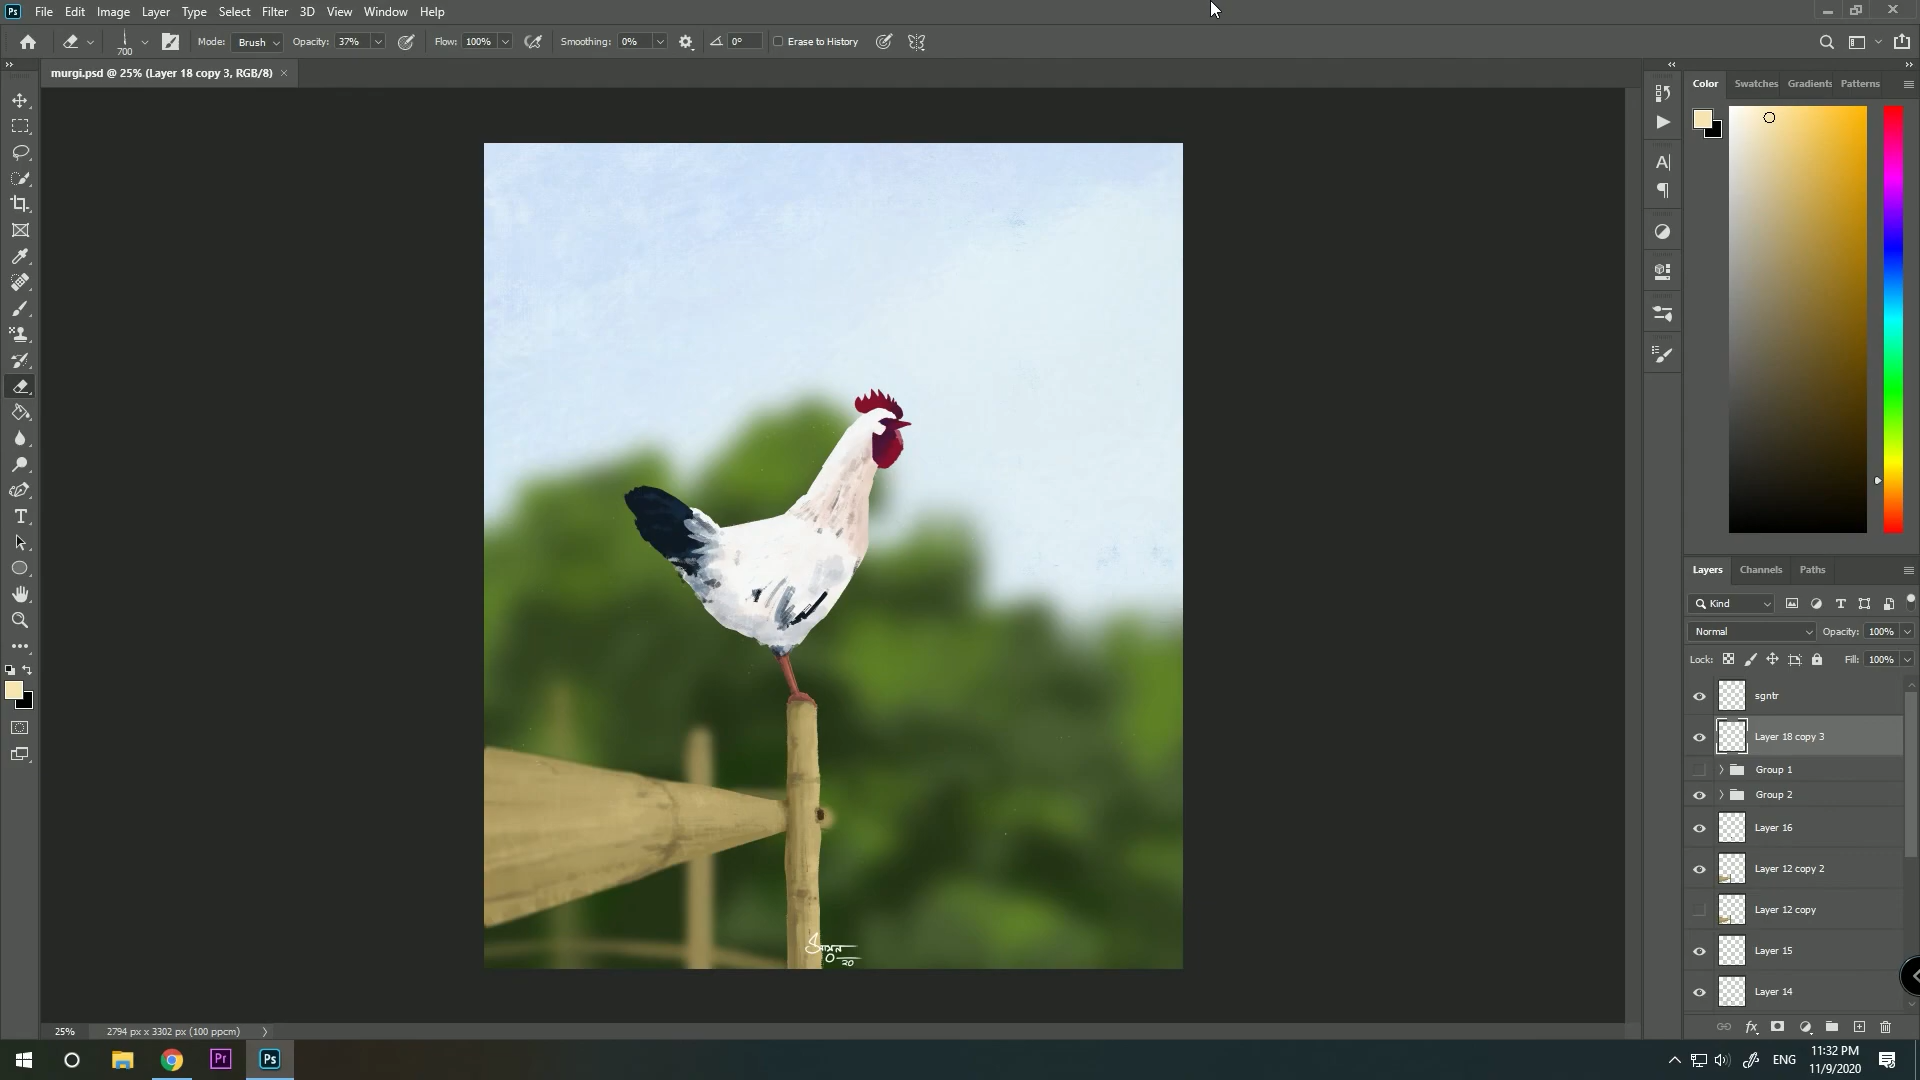 Ps File Edit Image Layer Type Select Filter 3D View Window Help
700 Mode: Brush Opacity: 37% Flow: 100% Smoothing: 0% 0° Erase to History
murgi.psd @ 25% (Layer 18 copy 3, RGB/8)
Color Swatches Gradients Patterns
Layers Channels Paths
Kind
Normal Opacity: 100%
Lock: Fill: 100%
sgntr
Layer 18 copy 3
Group 1
Group 2
Layer 16
Layer 12 copy 2
Layer 12 copy
Layer 15
Layer 14
২০
25% 2794 px x 3302 px (100 ppcm)
Pr Ps ENG 11:32 PM
11/9/2020